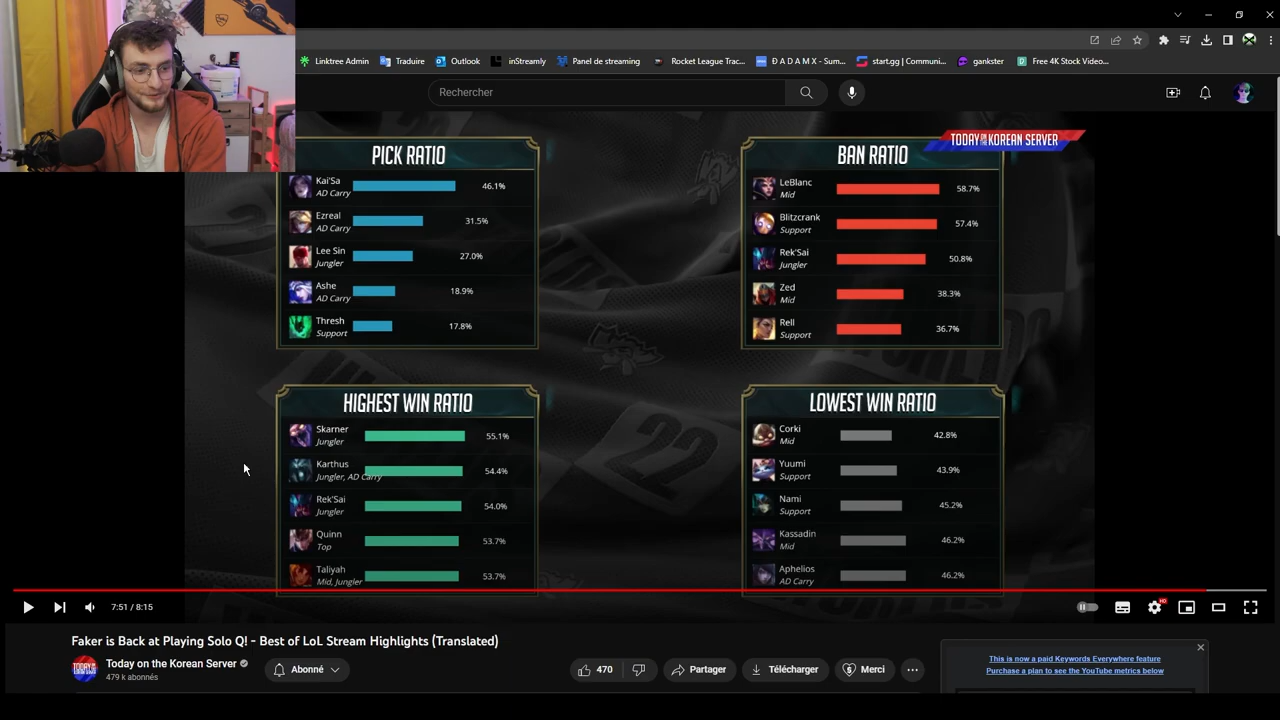 Linktree Admin
Traduire
Outlook
inStreamly
Panel de streaming
Rocket League Trac...
Ð A D A M X - Sum...
start.gg | Communi...
gankster
Free 4K Stock Video...
Rechercher
TODAY ON THE KOREAN SERVER
PICK RATIO
Kai'Sa
AD Carry
46.1%
Ezreal
AD Carry
31.5%
Lee Sin
Jungler
27.0%
Ashe
AD Carry
18.9%
Thresh
Support
17.8%
BAN RATIO
LeBlanc
Mid
58.7%
Blitzcrank
Support
57.4%
Rek'Sai
Jungler
50.8%
Zed
Mid
38.3%
Rell
Support
36.7%
HIGHEST WIN RATIO
Skarner
Jungler
55.1%
Karthus
Jungler, AD Carry
54.4%
Rek'Sai
Jungler
54.0%
Quinn
Top
53.7%
Taliyah
Mid, Jungler
53.7%
LOWEST WIN RATIO
Corki
Mid
42.8%
Yuumi
Support
43.9%
Nami
Support
45.2%
Kassadin
Mid
46.2%
Aphelios
AD Carry
46.2%
22
7:51 / 8:15
HD
Faker is Back at Playing Solo Q! - Best of LoL Stream Highlights (Translated)
Today on the Korean Server
479 k abonnés
Abonné
470
Partager
Télécharger
Merci
This is now a paid Keywords Everywhere feature
Purchase a plan to see the YouTube metrics below